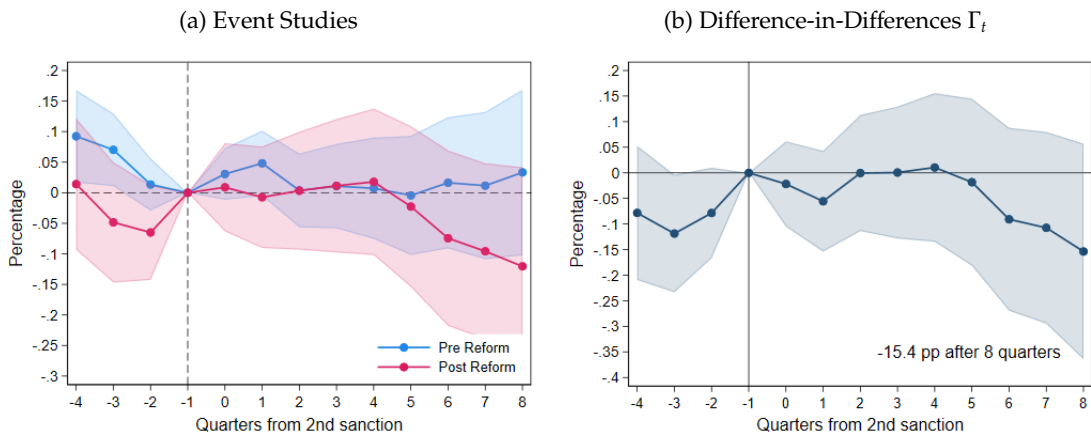 (a) Event Studies
Percentage
.2
.15
.1
.05
0
-.05
-.1
-.15
-.2
-.25
-.3
Pre Reform
Post Reform
-4 -3 -2 -1 0 1 2 3 4 5 6 7 8
Quarters from 2nd sanction
(b) Difference-in-Differences Γt
Percentage
.2
.15
.1
.05
0
-.05
-.1
-.15
-.2
-.25
-.3
-.35
-.4
-15.4 pp after 8 quarters
-4 -3 -2 -1 0 1 2 3 4 5 6 7 8
Quarters from 2nd sanction